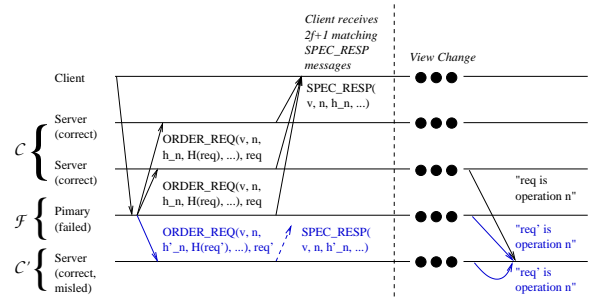 Client receives
2f+1 matching
SPEC_RESP
messages
View Change
Client
SPEC_RESP(
v, n, h_n, ...)
Server
(correct)
ORDER_REQ(v, n,
h_n, H(req), ...), req
C
Server
(correct)
"req is
operation n"
ORDER_REQ(v, n,
h_n, H(req), ...), req
F
Pimary
(failed)
ORDER_REQ(v, n,
h'_n, H(req'), ...), req'
SPEC_RESP(
v, n, h'_n, ...)
"req' is
operation n"
C'
Server
(correct,
misled)
"req' is
operation n"